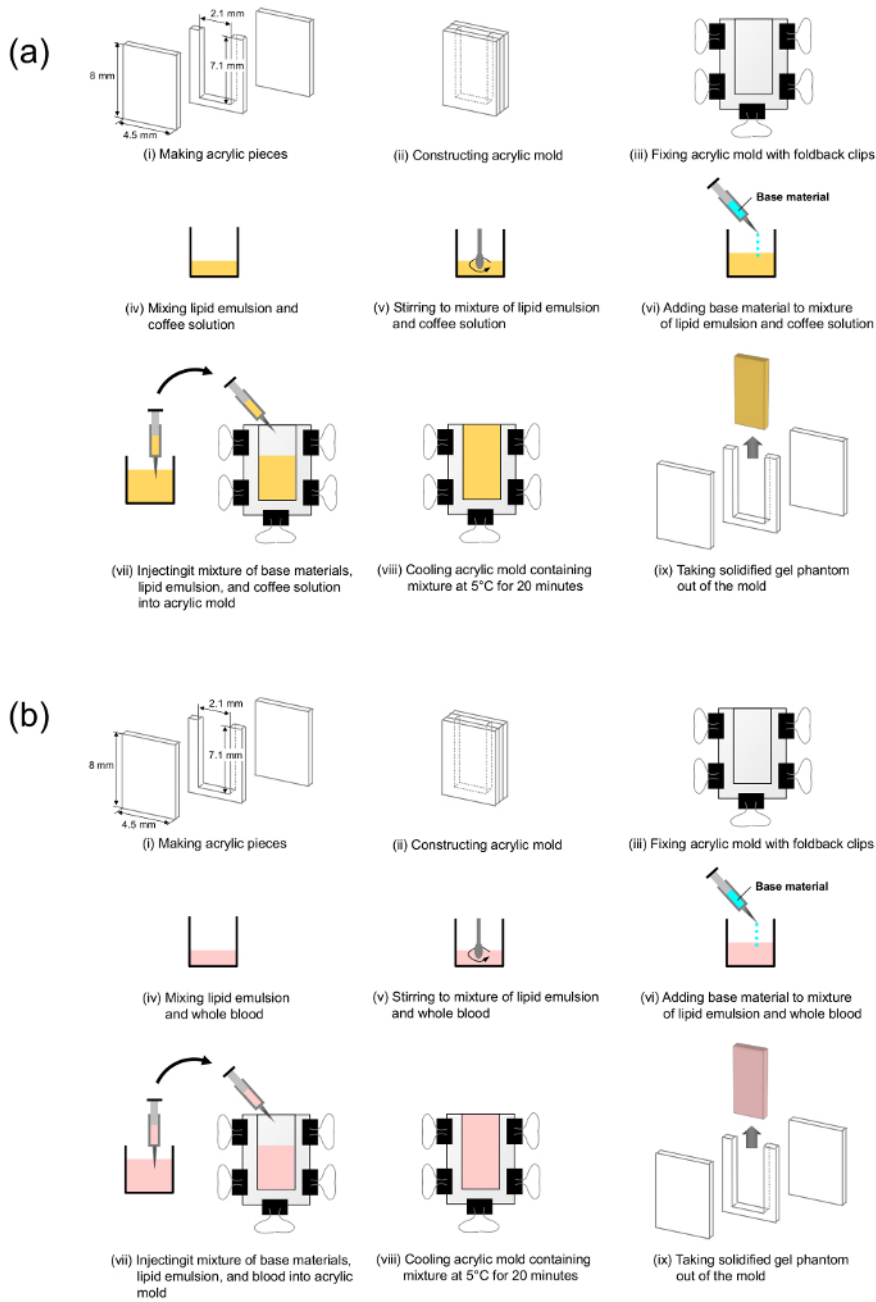 (a)
2.1 mm
7.1 mm
8 mm
4.5 mm
(i) Making acrylic pieces
(ii) Constructing acrylic mold
(iii) Fixing acrylic mold with foldback clips
Base material
(iv) Mixing lipid emulsion and
coffee solution
(v) Stirring to mixture of lipid emulsion
and coffee solution
(vi) Adding base material to mixture
of lipid emulsion and coffee solution
(vii) Injectingit mixture of base materials,
lipid emulsion, and coffee solution
into acrylic mold
(viii) Cooling acrylic mold containing
mixture at 5°C for 20 minutes
(ix) Taking solidified gel phantom
out of the mold
(b)
2.1 mm
7.1 mm
8 mm
4.5 mm
(i) Making acrylic pieces
(ii) Constructing acrylic mold
(iii) Fixing acrylic mold with foldback clips
Base material
(iv) Mixing lipid emulsion
and whole blood
(v) Stirring to mixture of lipid emulsion
and whole blood
(vi) Adding base material to mixture
of lipid emulsion and whole blood
(vii) Injectingit mixture of base materials,
lipid emulsion, and blood into acrylic
mold
(viii) Cooling acrylic mold containing
mixture at 5°C for 20 minutes
(ix) Taking solidified gel phantom
out of the mold